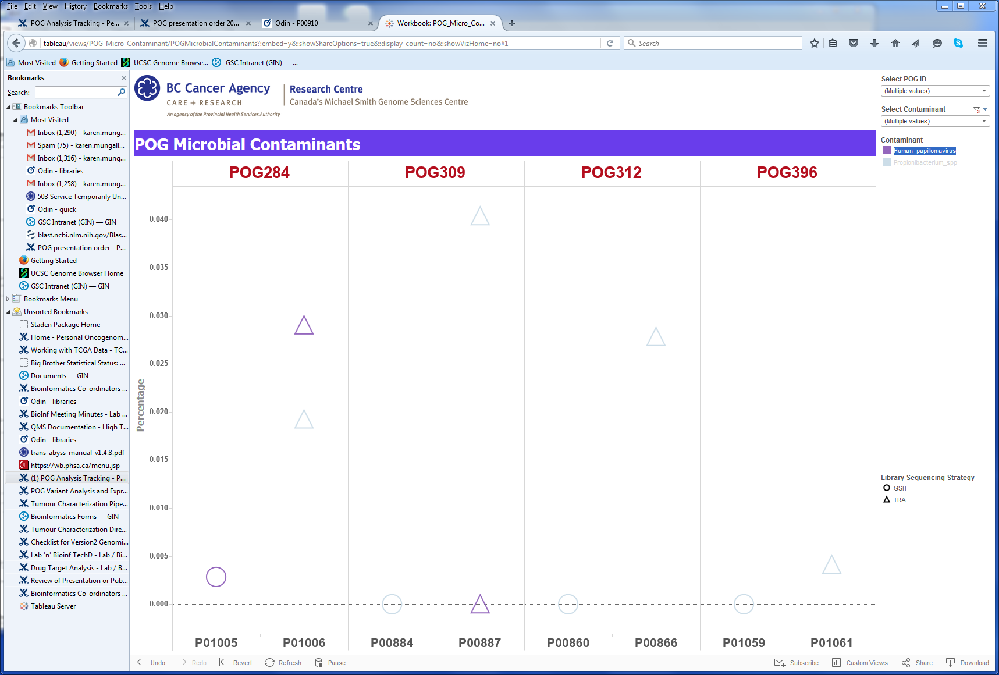 File Edit View History Bookmarks Tools Help
POG Analysis Tracking - Pe...
POG presentation order 20...
Odin - P00910
Workbook: POG_Micro_Co...
tableau/views/POG_Micro_Contaminant/POGMicrobialContaminants?:embed=y&:showShareOptions=true&:display_count=no&:showVizHome=no#1
Search
Most Visited Getting Started UCSC Genome Browse... GSC Intranet (GIN) — ...
Bookmarks
Search:
Bookmarks Toolbar
Most Visited
Inbox (1,290) - karen.mung...
Spam (75) - karen.mungall...
Inbox (1,316) - karen.mung...
Odin - libraries
Inbox (1,258) - karen.mung...
503 Service Temporarily Un...
Odin - quick
GSC Intranet (GIN) — GIN
blast.ncbi.nlm.nih.gov/Blas...
POG presentation order - P...
Getting Started
UCSC Genome Browser Home
GSC Intranet (GIN) — GIN
Bookmarks Menu
Unsorted Bookmarks
Staden Package Home
Home - Personal Oncogenom...
Working with TCGA Data - TC...
Big Brother Statistical Status: ...
Documents — GIN
Bioinformatics Co-ordinators ...
Odin - libraries
BioInf Meeting Minutes - Lab ...
QMS Documentation - High T...
Odin - libraries
trans-abyss-manual-v1.4.8.pdf
https://wb.phsa.ca/menu.jsp
(1) POG Analysis Tracking - P...
POG Variant Analysis and Expr...
Tumour Characterization Pipe...
Bioinformatics Forms — GIN
Tumour Characterization Dire...
Checklist for Version2 Genomi...
Lab 'n' Bioinf TechD - Lab / Bi...
Drug Target Analysis - Lab / B...
Review of Presentation or Pub...
Bioinformatics Co-ordinators ...
Tableau Server
BC Cancer Agency
CARE + RESEARCH
An agency of the Provincial Health Services Authority
Research Centre
Canada's Michael Smith Genome Sciences Centre
POG Microbial Contaminants
POG284 POG309 POG312 POG396
Percentage
0.040
0.035
0.030
0.025
0.020
0.015
0.010
0.005
0.000
P01005 P01006 P00884 P00887 P00860 P00866 P01059 P01061
Select POG ID
(Multiple values)
Select Contaminant
(Multiple values)
Contaminant
Human_papillomavirus
Propionibacterium_spp
Library Sequencing Strategy
GSH
TRA
Undo Redo Revert Refresh Pause
Subscribe Custom Views Share Download